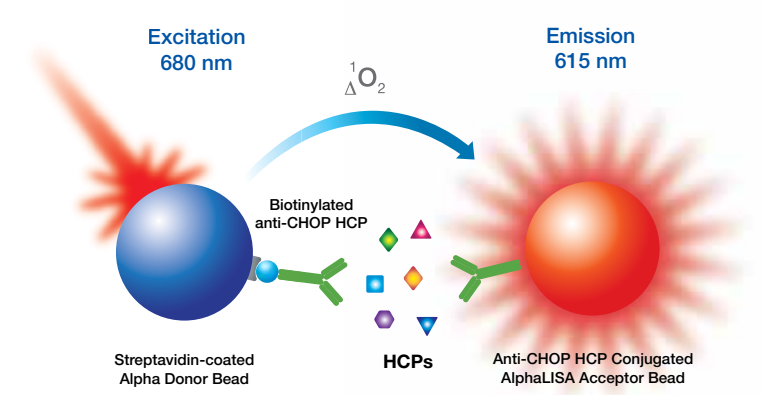 Excitation
680 nm
Emission
615 nm
¹ΔO₂
Biotinylated
anti-CHOP HCP
HCPs
Streptavidin-coated
Alpha Donor Bead
Anti-CHOP HCP Conjugated
AlphaLISA Acceptor Bead